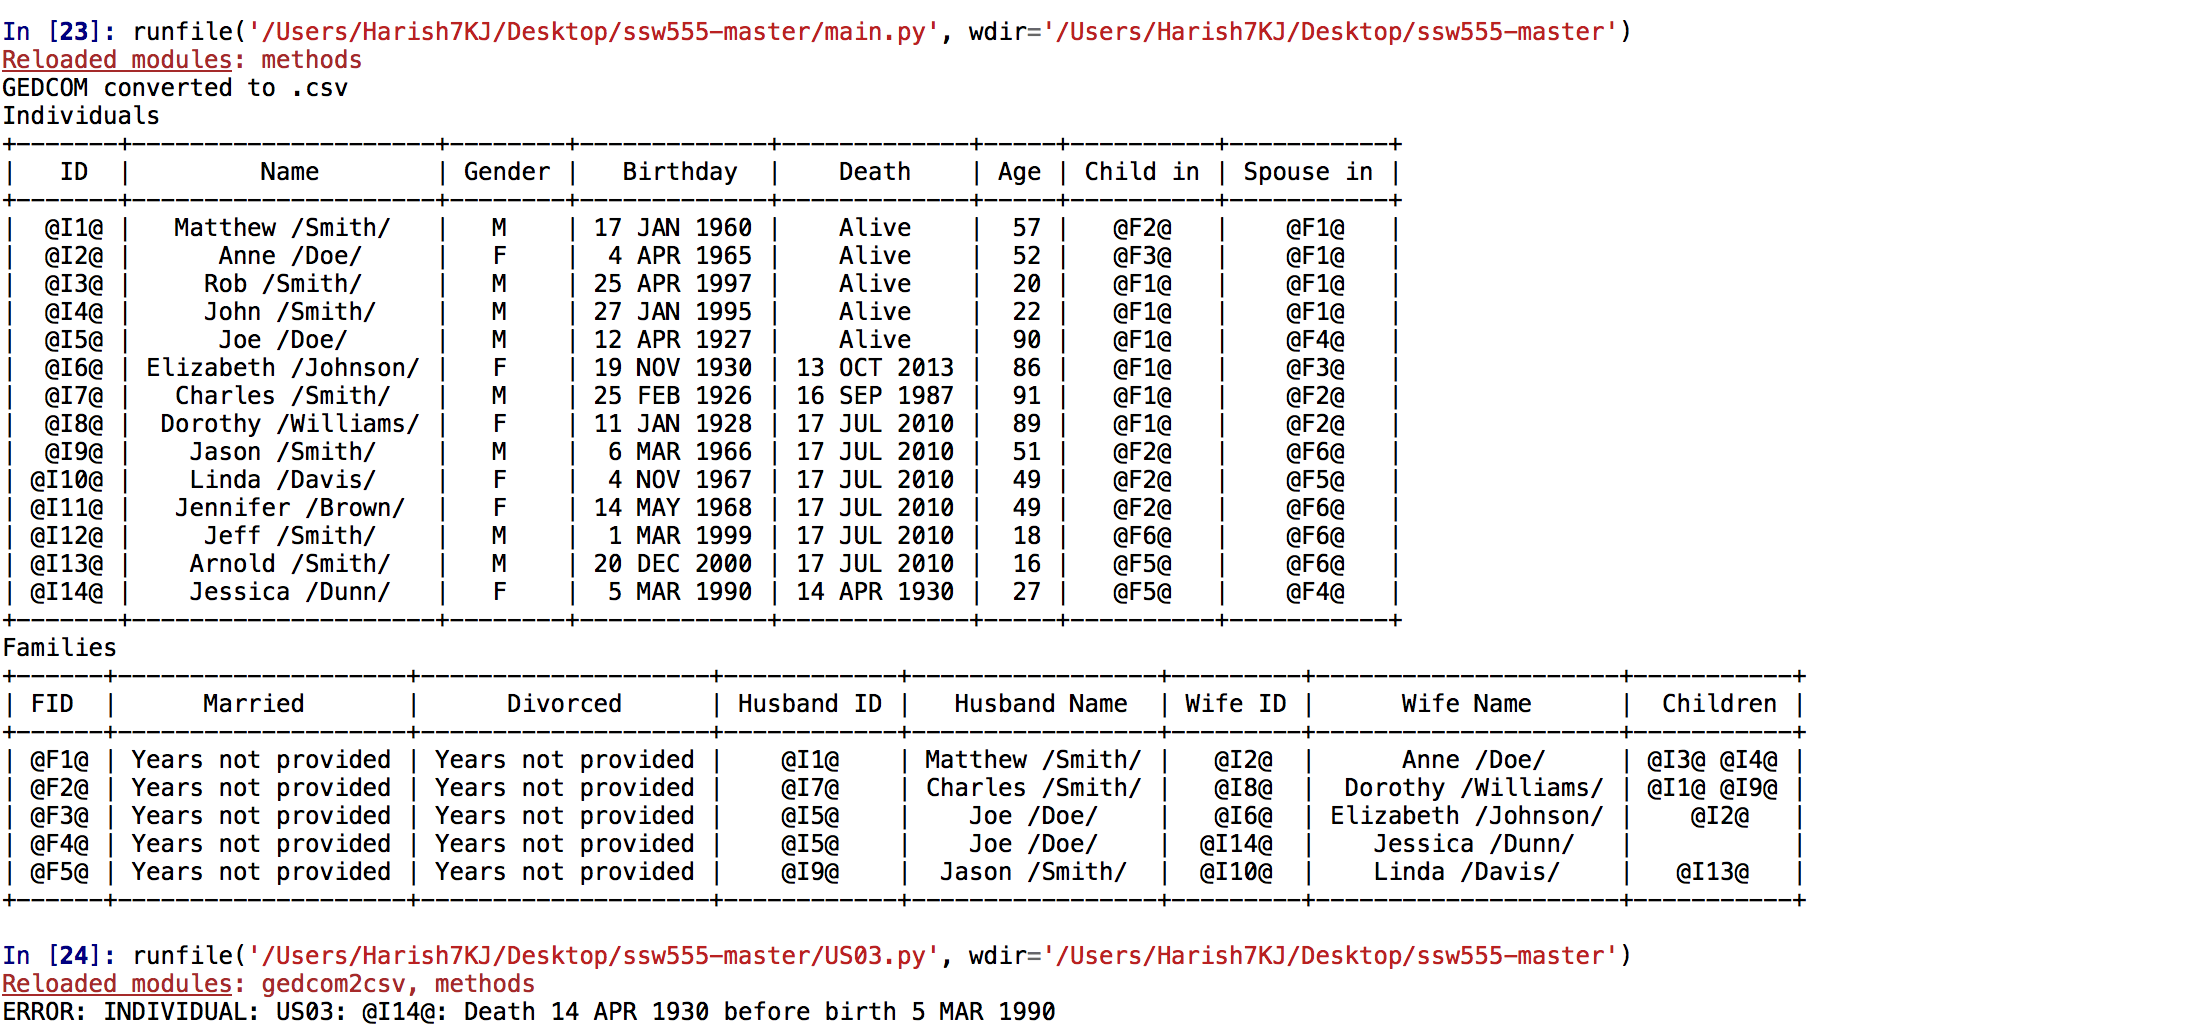 In [23]: runfile('/Users/Harish7KJ/Desktop/ssw555-master/main.py', wdir='/Users/Harish7KJ/Desktop/ssw555-master')
Reloaded modules: methods
GEDCOM converted to .csv
Individuals
+-------+---------------------+--------+-------------+-------------+-----+----------+-----------+
|   ID  |         Name        | Gender |   Birthday  |    Death    | Age | Child in | Spouse in |
+-------+---------------------+--------+-------------+-------------+-----+----------+-----------+
|  @I1@ |   Matthew /Smith/   |   M    | 17 JAN 1960 |    Alive    |  57 |   @F2@   |    @F1@   |
|  @I2@ |      Anne /Doe/     |   F    |  4 APR 1965 |    Alive    |  52 |   @F3@   |    @F1@   |
|  @I3@ |     Rob /Smith/     |   M    | 25 APR 1997 |    Alive    |  20 |   @F1@   |    @F1@   |
|  @I4@ |     John /Smith/    |   M    | 27 JAN 1995 |    Alive    |  22 |   @F1@   |    @F1@   |
|  @I5@ |      Joe /Doe/      |   M    | 12 APR 1927 |    Alive    |  90 |   @F1@   |    @F4@   |
|  @I6@ | Elizabeth /Johnson/ |   F    | 19 NOV 1930 | 13 OCT 2013 |  86 |   @F1@   |    @F3@   |
|  @I7@ |   Charles /Smith/   |   M    | 25 FEB 1926 | 16 SEP 1987 |  91 |   @F1@   |    @F2@   |
|  @I8@ |  Dorothy /Williams/ |   F    | 11 JAN 1928 | 17 JUL 2010 |  89 |   @F1@   |    @F2@   |
|  @I9@ |    Jason /Smith/    |   M    |  6 MAR 1966 | 17 JUL 2010 |  51 |   @F2@   |    @F6@   |
| @I10@ |    Linda /Davis/    |   F    |  4 NOV 1967 | 17 JUL 2010 |  49 |   @F2@   |    @F5@   |
| @I11@ |   Jennifer /Brown/  |   F    | 14 MAY 1968 | 17 JUL 2010 |  49 |   @F2@   |    @F6@   |
| @I12@ |     Jeff /Smith/    |   M    |  1 MAR 1999 | 17 JUL 2010 |  18 |   @F6@   |    @F6@   |
| @I13@ |    Arnold /Smith/   |   M    | 20 DEC 2000 | 17 JUL 2010 |  16 |   @F5@   |    @F6@   |
| @I14@ |    Jessica /Dunn/   |   F    |  5 MAR 1990 | 14 APR 1930 |  27 |   @F5@   |    @F4@   |
+-------+---------------------+--------+-------------+-------------+-----+----------+-----------+
Families
+------+--------------------+--------------------+------------+-----------------+---------+---------------------+-----------+
| FID  |      Married       |      Divorced      | Husband ID |   Husband Name  | Wife ID |      Wife Name      |  Children |
+------+--------------------+--------------------+------------+-----------------+---------+---------------------+-----------+
| @F1@ | Years not provided | Years not provided |    @I1@    | Matthew /Smith/ |   @I2@  |      Anne /Doe/     | @I3@ @I4@ |
| @F2@ | Years not provided | Years not provided |    @I7@    | Charles /Smith/ |   @I8@  |  Dorothy /Williams/ | @I1@ @I9@ |
| @F3@ | Years not provided | Years not provided |    @I5@    |    Joe /Doe/    |   @I6@  | Elizabeth /Johnson/ |    @I2@   |
| @F4@ | Years not provided | Years not provided |    @I5@    |    Joe /Doe/    |  @I14@  |    Jessica /Dunn/   |           |
| @F5@ | Years not provided | Years not provided |    @I9@    |  Jason /Smith/  |  @I10@  |    Linda /Davis/    |   @I13@   |
+------+--------------------+--------------------+------------+-----------------+---------+---------------------+-----------+
In [24]: runfile('/Users/Harish7KJ/Desktop/ssw555-master/US03.py', wdir='/Users/Harish7KJ/Desktop/ssw555-master')
Reloaded modules: gedcom2csv, methods
ERROR: INDIVIDUAL: US03: @I14@: Death 14 APR 1930 before birth 5 MAR 1990